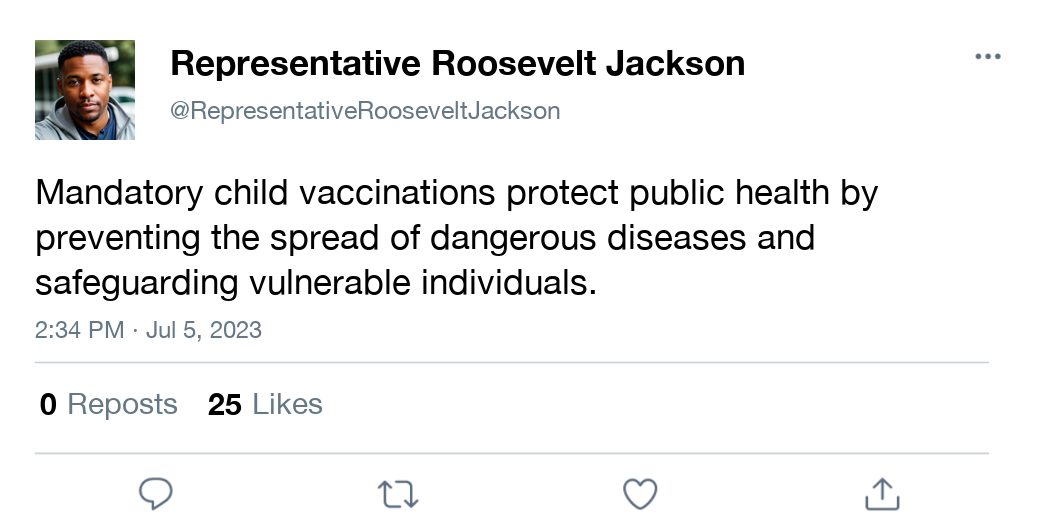 Representative Roosevelt Jackson
@RepresentativeRooseveltJackson
Mandatory child vaccinations protect public health by
preventing the spread of dangerous diseases and
safeguarding vulnerable individuals.
2:34 PM · Jul 5, 2023
0 Reposts 25 Likes